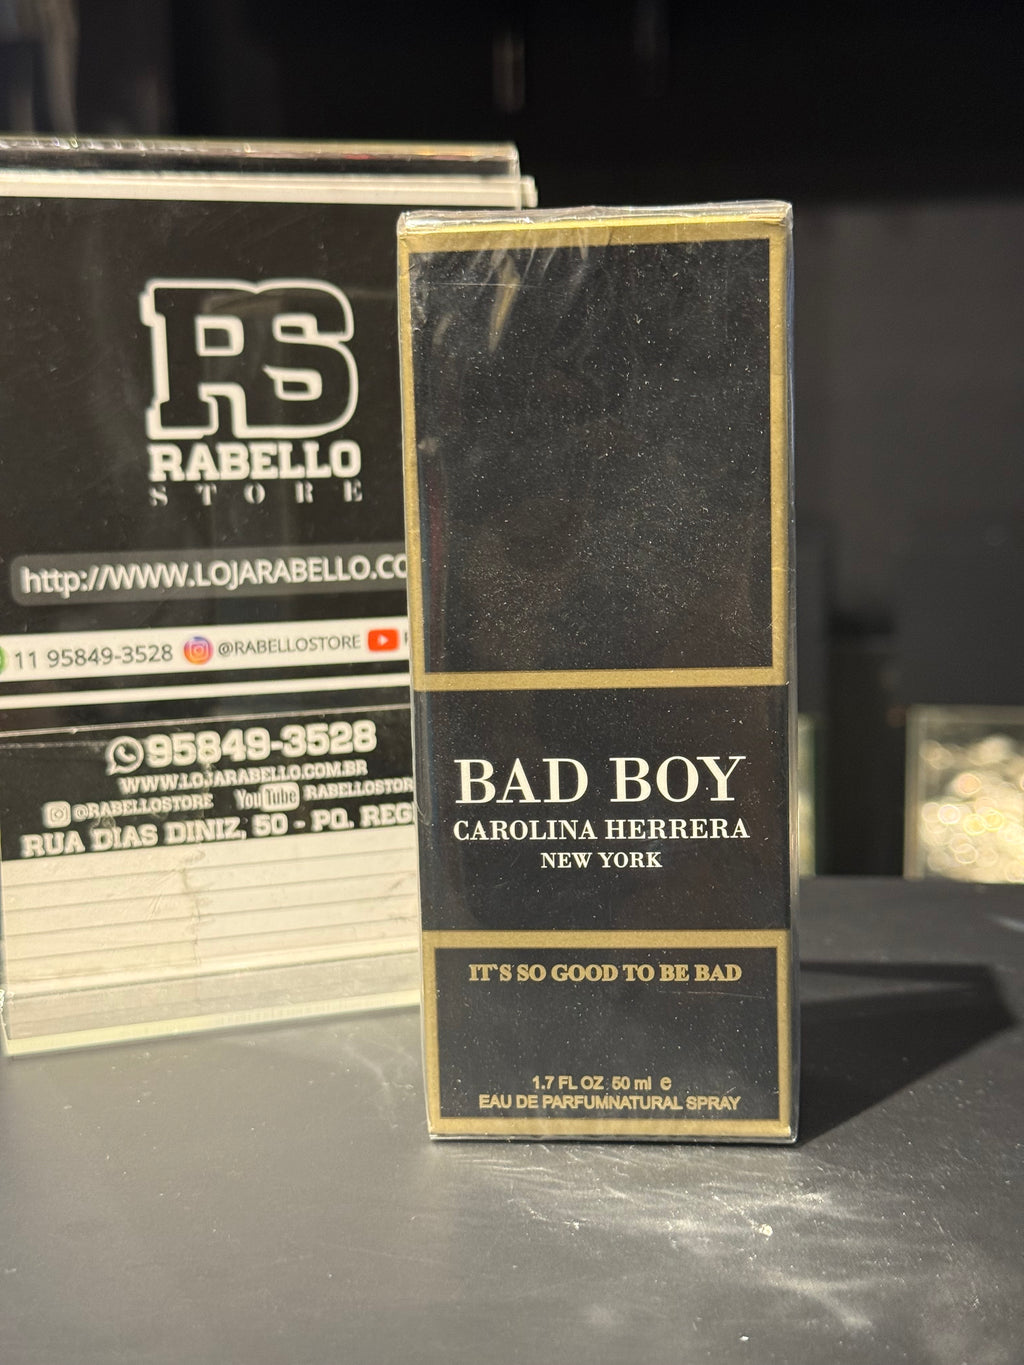 RS
RABELLO
STORE
http://WWW.LOJARABELLO.CO
11 95849-3528 @RABELLOSTORE
95849-3528
WWW.LOJARABELLO.COM.BR
@RABELLOSTORE YouTube RABELLOSTOR
RUA DIAS DINIZ, 50 - PQ. REG
BAD BOY
CAROLINA HERRERA
NEW YORK
IT'S SO GOOD TO BE BAD
1.7 FL OZ 50 ml e
EAU DE PARFUMNATURAL SPRAY